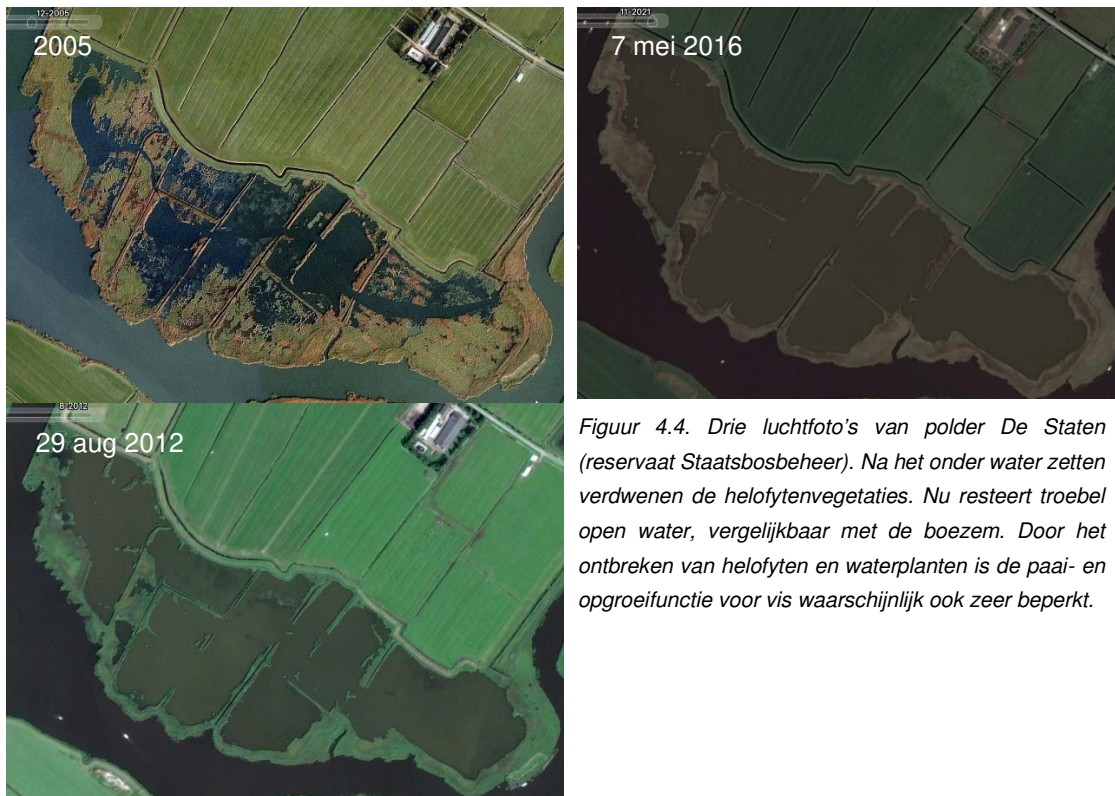 12-2005
2005
11-2021
7 mei 2016
8-2012
29 aug 2012
Figuur 4.4. Drie luchtfoto's van polder De Staten
(reservaat Staatsbosbeheer). Na het onder water zetten
verdwenen de helofytenvegetaties. Nu resteert troebel
open water, vergelijkbaar met de boezem. Door het
ontbreken van helofyten en waterplanten is de paai- en
opgroeifunctie voor vis waarschijnlijk ook zeer beperkt.